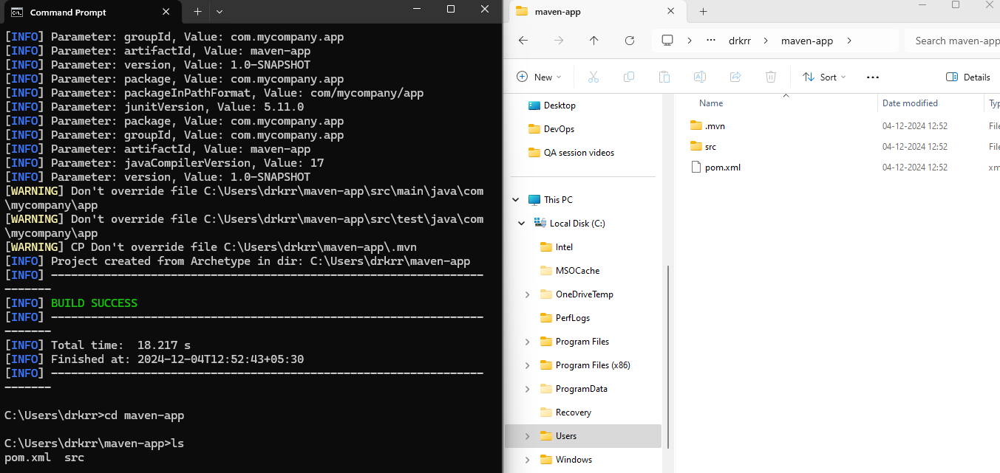 Command Prompt
[INFO] Parameter: groupId, Value: com.mycompany.app
[INFO] Parameter: artifactId, Value: maven-app
[INFO] Parameter: version, Value: 1.0-SNAPSHOT
[INFO] Parameter: package, Value: com.mycompany.app
[INFO] Parameter: packageInPathFormat, Value: com/mycompany/app
[INFO] Parameter: junitVersion, Value: 5.11.0
[INFO] Parameter: package, Value: com.mycompany.app
[INFO] Parameter: groupId, Value: com.mycompany.app
[INFO] Parameter: artifactId, Value: maven-app
[INFO] Parameter: javaCompilerVersion, Value: 17
[INFO] Parameter: version, Value: 1.0-SNAPSHOT
[WARNING] Don't override file C:\Users\drkrr\maven-app\src\main\java\com
\mycompany\app
[WARNING] Don't override file C:\Users\drkrr\maven-app\src\test\java\com
\mycompany\app
[WARNING] CP Don't override file C:\Users\drkrr\maven-app\.mvn
[INFO] Project created from Archetype in dir: C:\Users\drkrr\maven-app
[INFO] -----------------------------------------------------------------
-------
[INFO] BUILD SUCCESS
[INFO] -----------------------------------------------------------------
-------
[INFO] Total time:  18.217 s
[INFO] Finished at: 2024-12-04T12:52:43+05:30
[INFO] -----------------------------------------------------------------
-------
C:\Users\drkrr>cd maven-app
C:\Users\drkrr\maven-app>ls
pom.xml  src
maven-app
... drkrr > maven-app >
Search maven-app
New
Sort
...
Details
Desktop
DevOps
QA session videos
This PC
Local Disk (C:)
Intel
MSOCache
OneDriveTemp
PerfLogs
Program Files
Program Files (x86)
ProgramData
Recovery
Users
Windows
Name Date modified Typ
.mvn 04-12-2024 12:52 File
src 04-12-2024 12:52 File
pom.xml 04-12-2024 12:52 xm